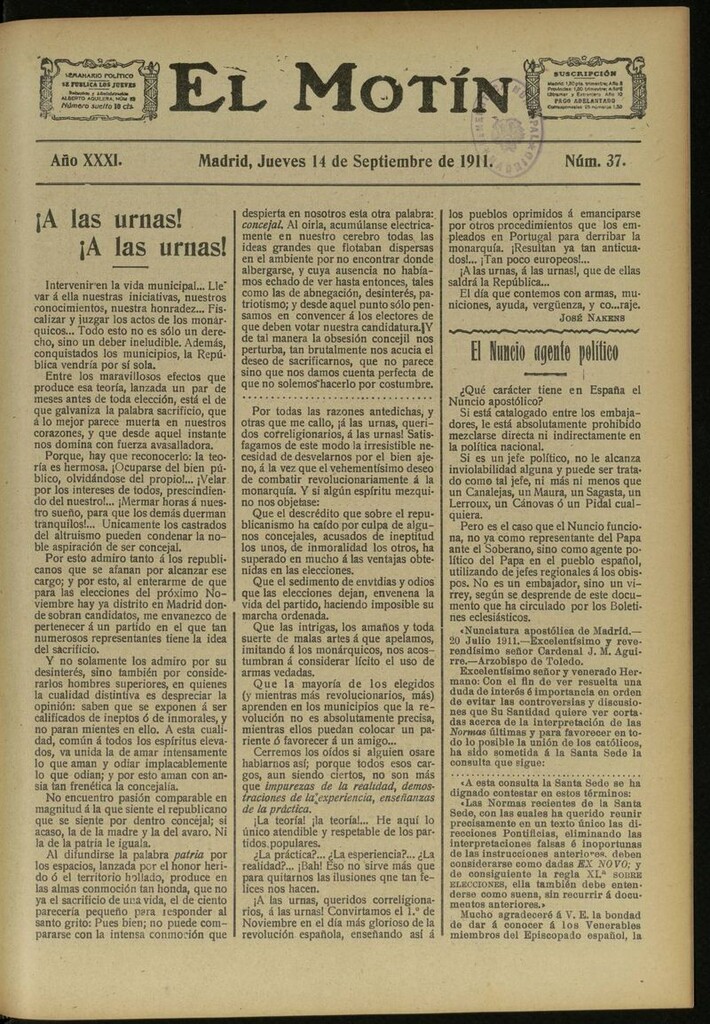 SEMANARIO POLÍTICO
SE PUBLICA LOS JUEVES
Redacción y Administración
ALBERTO AGUILERA, NÚM 52
Número suelto 10 cts.
EL MOTÍN
SUSCRIPCIÓN
PAGO ADELANTADO
Año XXXI.
Madrid, Jueves 14 de Septiembre de 1911.
Núm. 37.
¡A las urnas!
¡A las urnas!
Intervenir en la vida municipal... Lle-
var á ella nuestras iniciativas, nuestros
conocimientos, nuestra honradez... Fis-
calizar y juzgar los actos de los monár-
quicos... Todo esto no es sólo un dere-
cho, sino un deber ineludible. Además,
conquistados los municipios, la Repú-
blica vendría por sí sola.
Entre los maravillosos efectos que
produce esa teoría, lanzada un par de
meses antes de toda elección, está el de
que galvaniza la palabra sacrificio, que
á lo mejor parece muerta en nuestros
corazones, y que desde aquel instante
nos domina con fuerza avasalladora.
Porque, hay que reconocerlo: la teo-
ría es hermosa. ¡Ocuparse del bien pú-
blico, olvidándose del propio!... ¡Velar
por los intereses de todos, prescindien-
do del nuestro!... ¡Mermar horas á nues-
tro sueño, para que los demás duerman
tranquilos!... Unicamente los castrados
del altruismo pueden condenar la no-
ble aspiración de ser concejal.
Por esto admiro tanto á los republi-
canos que se afanan por alcanzar ese
cargo; y por esto, al enterarme de que
para las elecciones del próximo No-
viembre hay ya distrito en Madrid don-
de sobran candidatos, me envanezco de
pertenecer á un partido en el que tan
numerosos representantes tiene la idea
del sacrificio.
Y no solamente los admiro por su
desinterés, sino también por conside-
rarlos hombres superiores, en quienes
la cualidad distintiva es despreciar la
opinión: saben que se exponen á ser
calificados de ineptos ó de inmorales, y
no paran mientes en ello. A esta cuali-
dad, común á todos los espíritus eleva-
dos, va unida la de amar intensamente
lo que aman y odiar implacablemente
lo que odian; y por esto aman con an-
sia tan frenética la concejalía.
No encuentro pasión comparable en
magnitud á la que siente el republicano
que se siente por dentro concejal; si
acaso, la de la madre y la del avaro. Ni
la de la patria le iguala.
Al difundirse la palabra patria por
los espacios, lanzada por el honor heri-
do ó el territorio hollado, produce en
las almas conmoción tan honda, que no
ya el sacrificio de una vida, el de ciento
parecería pequeño para responder al
santo grito: Pues bien; no puede com-
pararse con la intensa conmoción que
despierta en nosotros esta otra palabra:
concejal. Al oirla, acumúlanse electrica-
mente en nuestro cerebro todas las
ideas grandes que flotaban dispersas
en el ambiente por no encontrar donde
albergarse, y cuya ausencia no había-
mos echado de ver hasta entonces, tales
como las de abnegación, desinterés, pa-
triotismo; y desde aquel punto sólo pen-
samos en convencer á los electores de
que deben votar nuestra candidatura. Y
de tal manera la obsesión concejil nos
perturba, tan brutalmente nos acucia el
deseo de sacrificarnos, que no parece
sino que nos damos cuenta perfecta de
que no solemos hacerlo por costumbre.
Por todas las razones antedichas, y
otras que me callo, ¡á las urnas, queri-
dos correligionarios, á las urnas! Satis-
fagamos de este modo la irresistible ne-
cesidad de desvelarnos por el bien aje-
no, á la vez que el vehementísimo deseo
de combatir revolucionariamente á la
monarquía. Y si algún espíritu mezqui-
no nos objetase:
Que el descrédito que sobre el repu-
blicanismo ha caído por culpa de algu-
nos concejales, acusados de ineptitud
los unos, de inmoralidad los otros, ha
superado en mucho á las ventajas obte-
nidas en las elecciones.
Que el sedimento de envidias y odios
que las elecciones dejan, envenena la
vida del partido, haciendo imposible su
marcha ordenada.
Que las intrigas, los amaños y toda
suerte de malas artes á que apelamos,
imitando á los monárquicos, nos acos-
tumbran á considerar lícito el uso de
armas vedadas.
Que la mayoría de los elegidos
(y mientras más revolucionarios, más)
aprenden en los municipios que la re-
volución no es absolutamente precisa,
mientras ellos puedan colocar un pa-
riente ó favorecer á un amigo...
Cerremos los oídos si alguien osare
hablarnos así; porque todos esos car-
gos, aun siendo ciertos, no son más
que impurezas de la realidad, demos-
traciones de la experiencia, enseñanzas
de la práctica.
¡La teoría! ¡la teoría!... He aquí lo
único atendible y respetable de los par-
tidos populares.
¿La práctica?... ¿La esperiencia?... ¿La
realidad?... ¡Bah! Eso no sirve más que
para quitarnos las ilusiones que tan fe-
lices nos hacen.
¡A las urnas, queridos correligiona-
rios, á las urnas! Convirtamos el 1.º de
Noviembre en el día más glorioso de la
revolución española, enseñando así á
los pueblos oprimidos á emanciparse
por otros procedimientos que los em-
pleados en Portugal para derribar la
monarquía. ¡Resultan ya tan anticua-
dos!... ¡Tan poco europeos!...
¡A las urnas, á las urnas!, que de ellas
saldrá la República...
El día que contemos con armas, mu-
niciones, ayuda, vergüenza, y co...raje.
JOSÉ NAKENS
El Nuncio agente político
¿Qué carácter tiene en España el
Nuncio apostólico?
Si está catalogado entre los embaja-
dores, le está absolutamente prohibido
mezclarse directa ni indirectamente en
la política nacional.
Si es un jefe político, no le alcanza
inviolabilidad alguna y puede ser trata-
do como tal jefe, ni más ni menos que
un Canalejas, un Maura, un Sagasta, un
Lerroux, un Cánovas ó un Pidal cual-
quiera.
Pero es el caso que el Nuncio funcio-
na, no ya como representante del Papa
ante el Soberano, sino como agente po-
lítico del Papa en el pueblo español,
utilizando de jefes regionales á los obis-
pos. No es un embajador, sino un vi-
rrey, según se desprende de este docu-
mento que ha circulado por los Boleti-
nes eclesiásticos.
«Nunciatura apostólica de Madrid.—
20 Julio 1911.—Excelentísimo y reve-
rendísimo señor Cardenal J. M. Agui-
rre.—Arzobispo de Toledo.
Excelentísimo señor y venerado Her-
mano: Con el fin de ver resuelta una
duda de interés é importancia en orden
de evitar las controversias y discusio-
nes que Su Santidad quiere ver corta-
das acerca de la interpretación de las
Normas últimas y para favorecer en to-
do lo posible la unión de los católicos,
ha sido sometida á la Santa Sede la
consulta que sigue:
«A esta consulta la Santa Sede se ha
dignado contestar en estos términos:
«Las Normas recientes de la Santa
Sede, con las cuales ha querido reunir
precisamente en un texto único las di-
recciones Pontificias, eliminando las
interpretaciones falsas é inoportunas
de las instrucciones anteriores, deben
considerarse como dadas EX NOVO; y
de consiguiente la regla XI.ª SOBRE
ELECCIONES, ella también debe enten-
derse como suena, sin recurrir á docu-
mentos anteriores.»
Mucho agradeceré á V. E. la bondad
de dar á conocer á los Venerables
miembros del Episcopado español, la